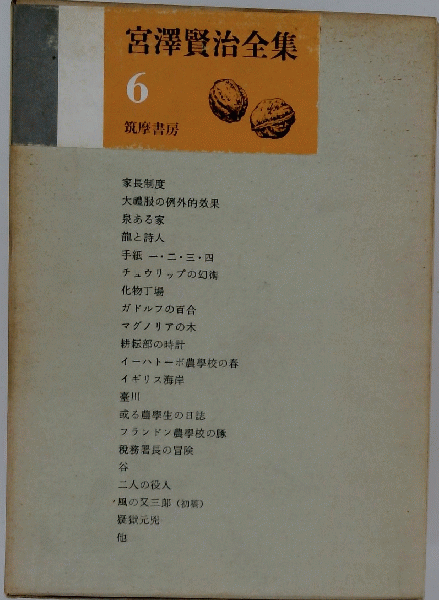 宮澤賢治全集
6
筑摩書房
家長制度
大禮服の例外的效果
泉ある家
龍と詩人
手紙 一・二・三・四
チュウリップの幻術
化物丁場
ガドルフの百合
マグノリアの木
耕耘部の時計
イーハトーボ農學校の春
イギリス海岸
臺川
或る農學生の日誌
フランドン農學校の豚
税務署長の冒険
谷
二人の役人
風の又三郎（初稿）
疑獄元兇
他